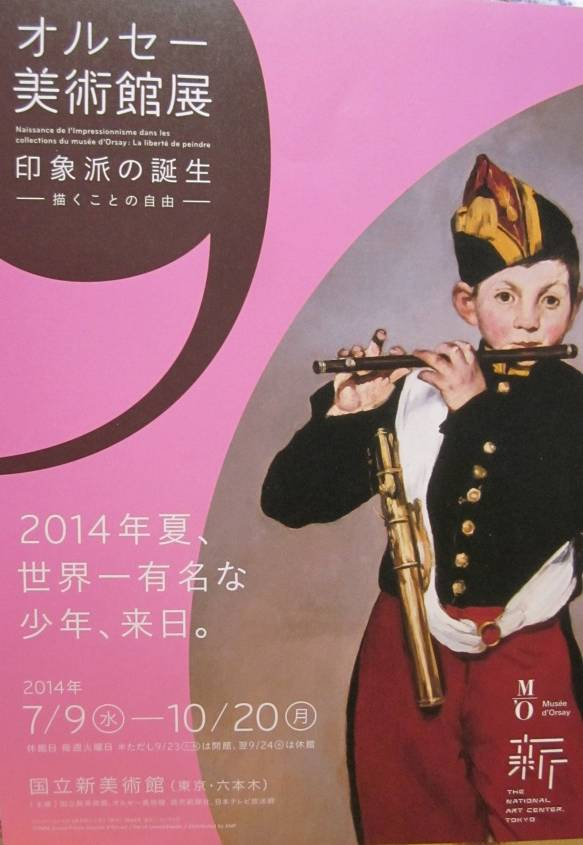 オルセー
美術館展
Naissance de l'Impressionnisme dans les
collections du musée d'Orsay : La liberté de peindre
印象派の誕生
描くことの自由
2014年夏、
世界一有名な
少年、来日。
2014年
7/9水—10/20月
休館日 毎週火曜日 ※ただし9/23は開館、翌9/24は休館
国立新美術館(東京・六本木)
[主催]国立新美術館、オルセー美術館、読売新聞社、日本テレビ放送網
M'O Musée
d'Orsay
新
THE
NATIONAL
ART CENTER,
TOKYO